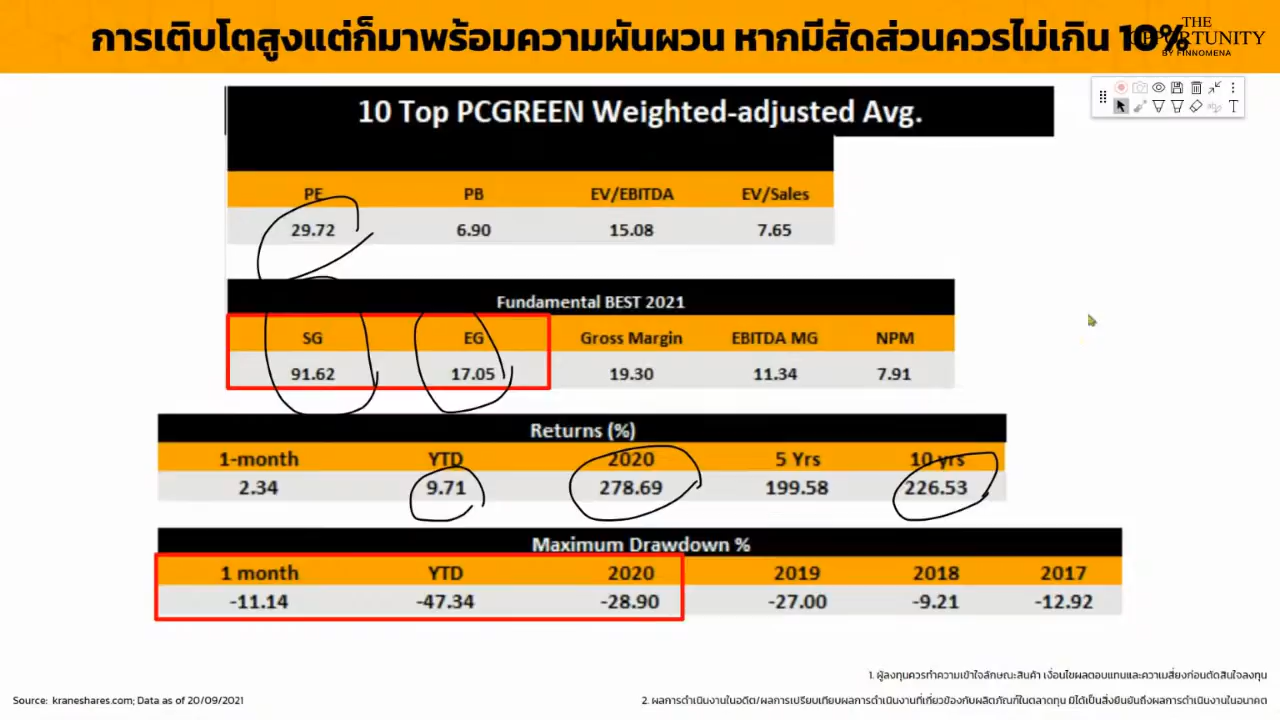 การเติบโตสูงแต่ก็มาพร้อมความผันผวน หากมีสัดส่วนควรไม่เกิน 10%
THE
OPPORTUNITY
BY FINNOMENA
10 Top PCGREEN Weighted-adjusted Avg.
PE PB EV/EBITDA EV/Sales
29.72 6.90 15.08 7.65
Fundamental BEST 2021
SG EG Gross Margin EBITDA MG NPM
91.62 17.05 19.30 11.34 7.91
Returns (%)
1-month YTD 2020 5 Yrs 10 yrs
2.34 9.71 278.69 199.58 226.53
Maximum Drawdown %
1 month YTD 2020 2019 2018 2017
-11.14 -47.34 -28.90 -27.00 -9.21 -12.92
1. ผู้ลงทุนควรทำความเข้าใจลักษณะสินค้า เงื่อนไขผลตอบแทนและความเสี่ยงก่อนตัดสินใจลงทุน
Source: kraneshares.com; Data as of 20/09/2021
2. ผลการดำเนินงานในอดีต/ผลการเปรียบเทียบผลการดำเนินงานที่เกี่ยวข้องกับผลิตภัณฑ์ในตลาดทุน มิได้เป็นสิ่งยืนยันถึงผลการดำเนินงานในอนาคต